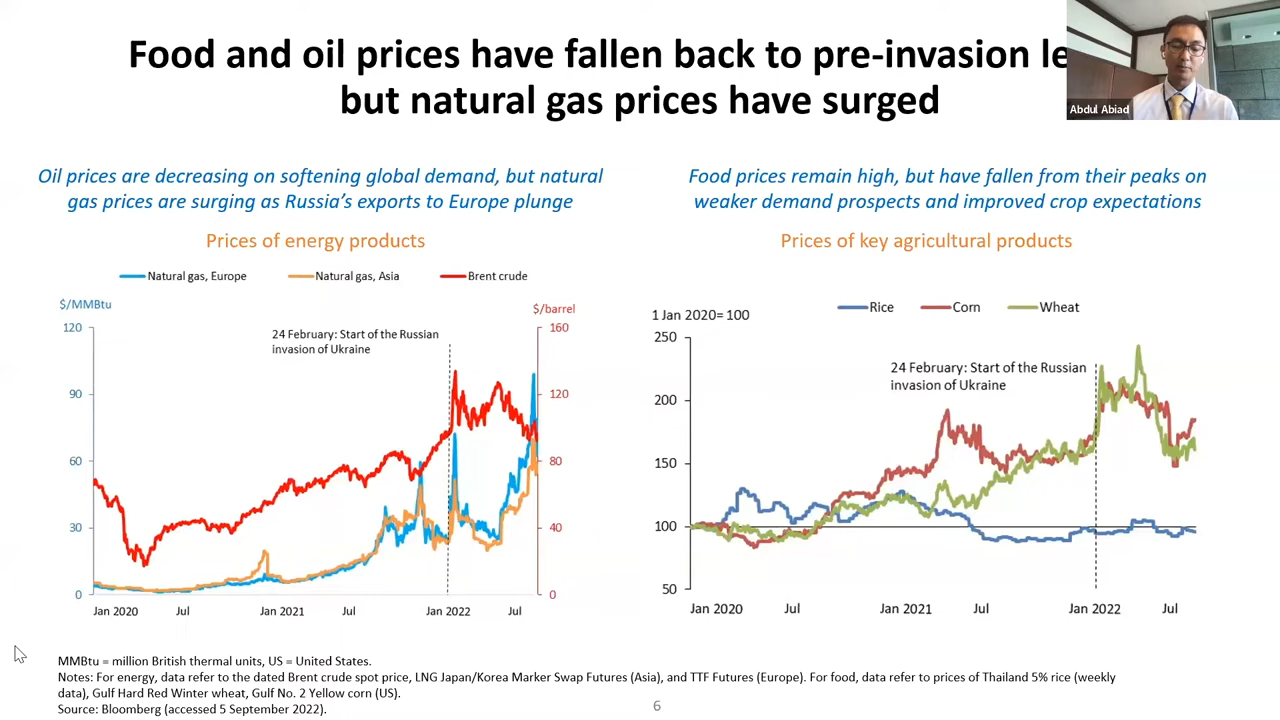 Food and oil prices have fallen back to pre-invasion le
but natural gas prices have surged
Abdul Abiad
Oil prices are decreasing on softening global demand, but natural
gas prices are surging as Russia's exports to Europe plunge
Prices of energy products
Natural gas, Europe
Natural gas, Asia
Brent crude
$/MMBtu
$/barrel
24 February: Start of the Russian
invasion of Ukraine
120
90
60
30
0
160
120
80
40
0
Jan 2020
Jul
Jan 2021
Jul
Jan 2022
Jul
Food prices remain high, but have fallen from their peaks on
weaker demand prospects and improved crop expectations
Prices of key agricultural products
Rice
Corn
Wheat
1 Jan 2020= 100
24 February: Start of the Russian
invasion of Ukraine
250
200
150
100
50
Jan 2020
Jul
Jan 2021
Jul
Jan 2022
Jul
MMBtu = million British thermal units, US = United States.
Notes: For energy, data refer to the dated Brent crude spot price, LNG Japan/Korea Marker Swap Futures (Asia), and TTF Futures (Europe). For food, data refer to prices of Thailand 5% rice (weekly
data), Gulf Hard Red Winter wheat, Gulf No. 2 Yellow corn (US).
Source: Bloomberg (accessed 5 September 2022).
6